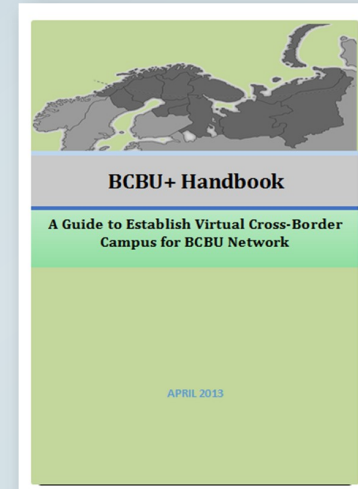 BCBU+ Handbook
A Guide to Establish Virtual Cross-Border
Campus for BCBU Network
APRIL 2013